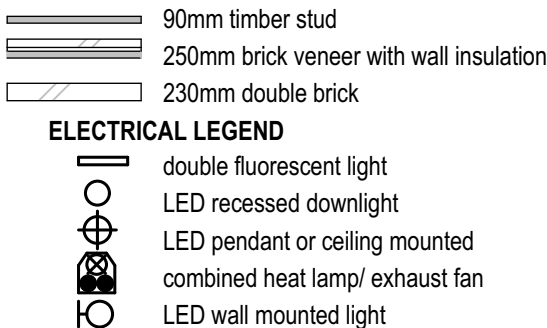 90mm timber stud
250mm brick veneer with wall insulation
230mm double brick
ELECTRICAL LEGEND
double fluorescent light
LED recessed downlight
LED pendant or ceiling mounted
combined heat lamp/ exhaust fan
LED wall mounted light